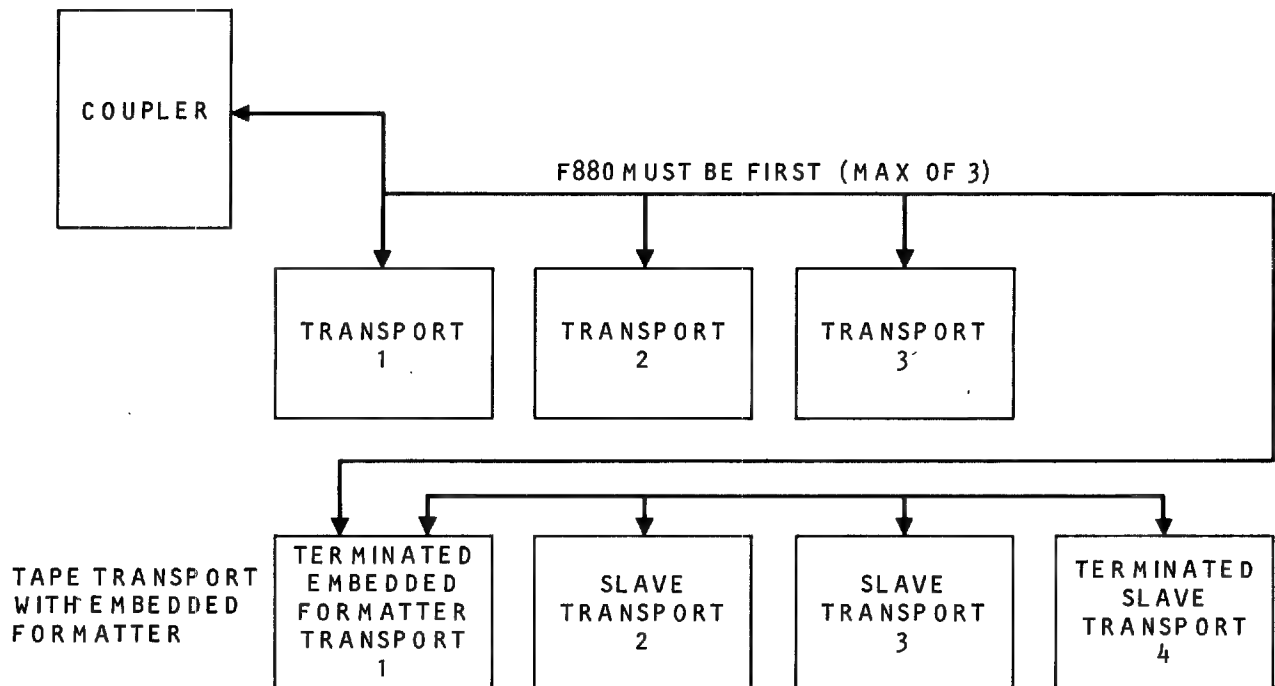 COUPLER
F880 MUST BE FIRST (MAX OF 3)
TRANSPORT
1
TRANSPORT
2
TRANSPORT
3
TAPE TRANSPORT
WITH EMBEDDED
FORMATTER
TERMINATED
EMBEDDED
FORMATTER
TRANSPORT
1
SLAVE
TRANSPORT
2
SLAVE
TRANSPORT
3
TERMINATED
SLAVE
TRANSPORT
4